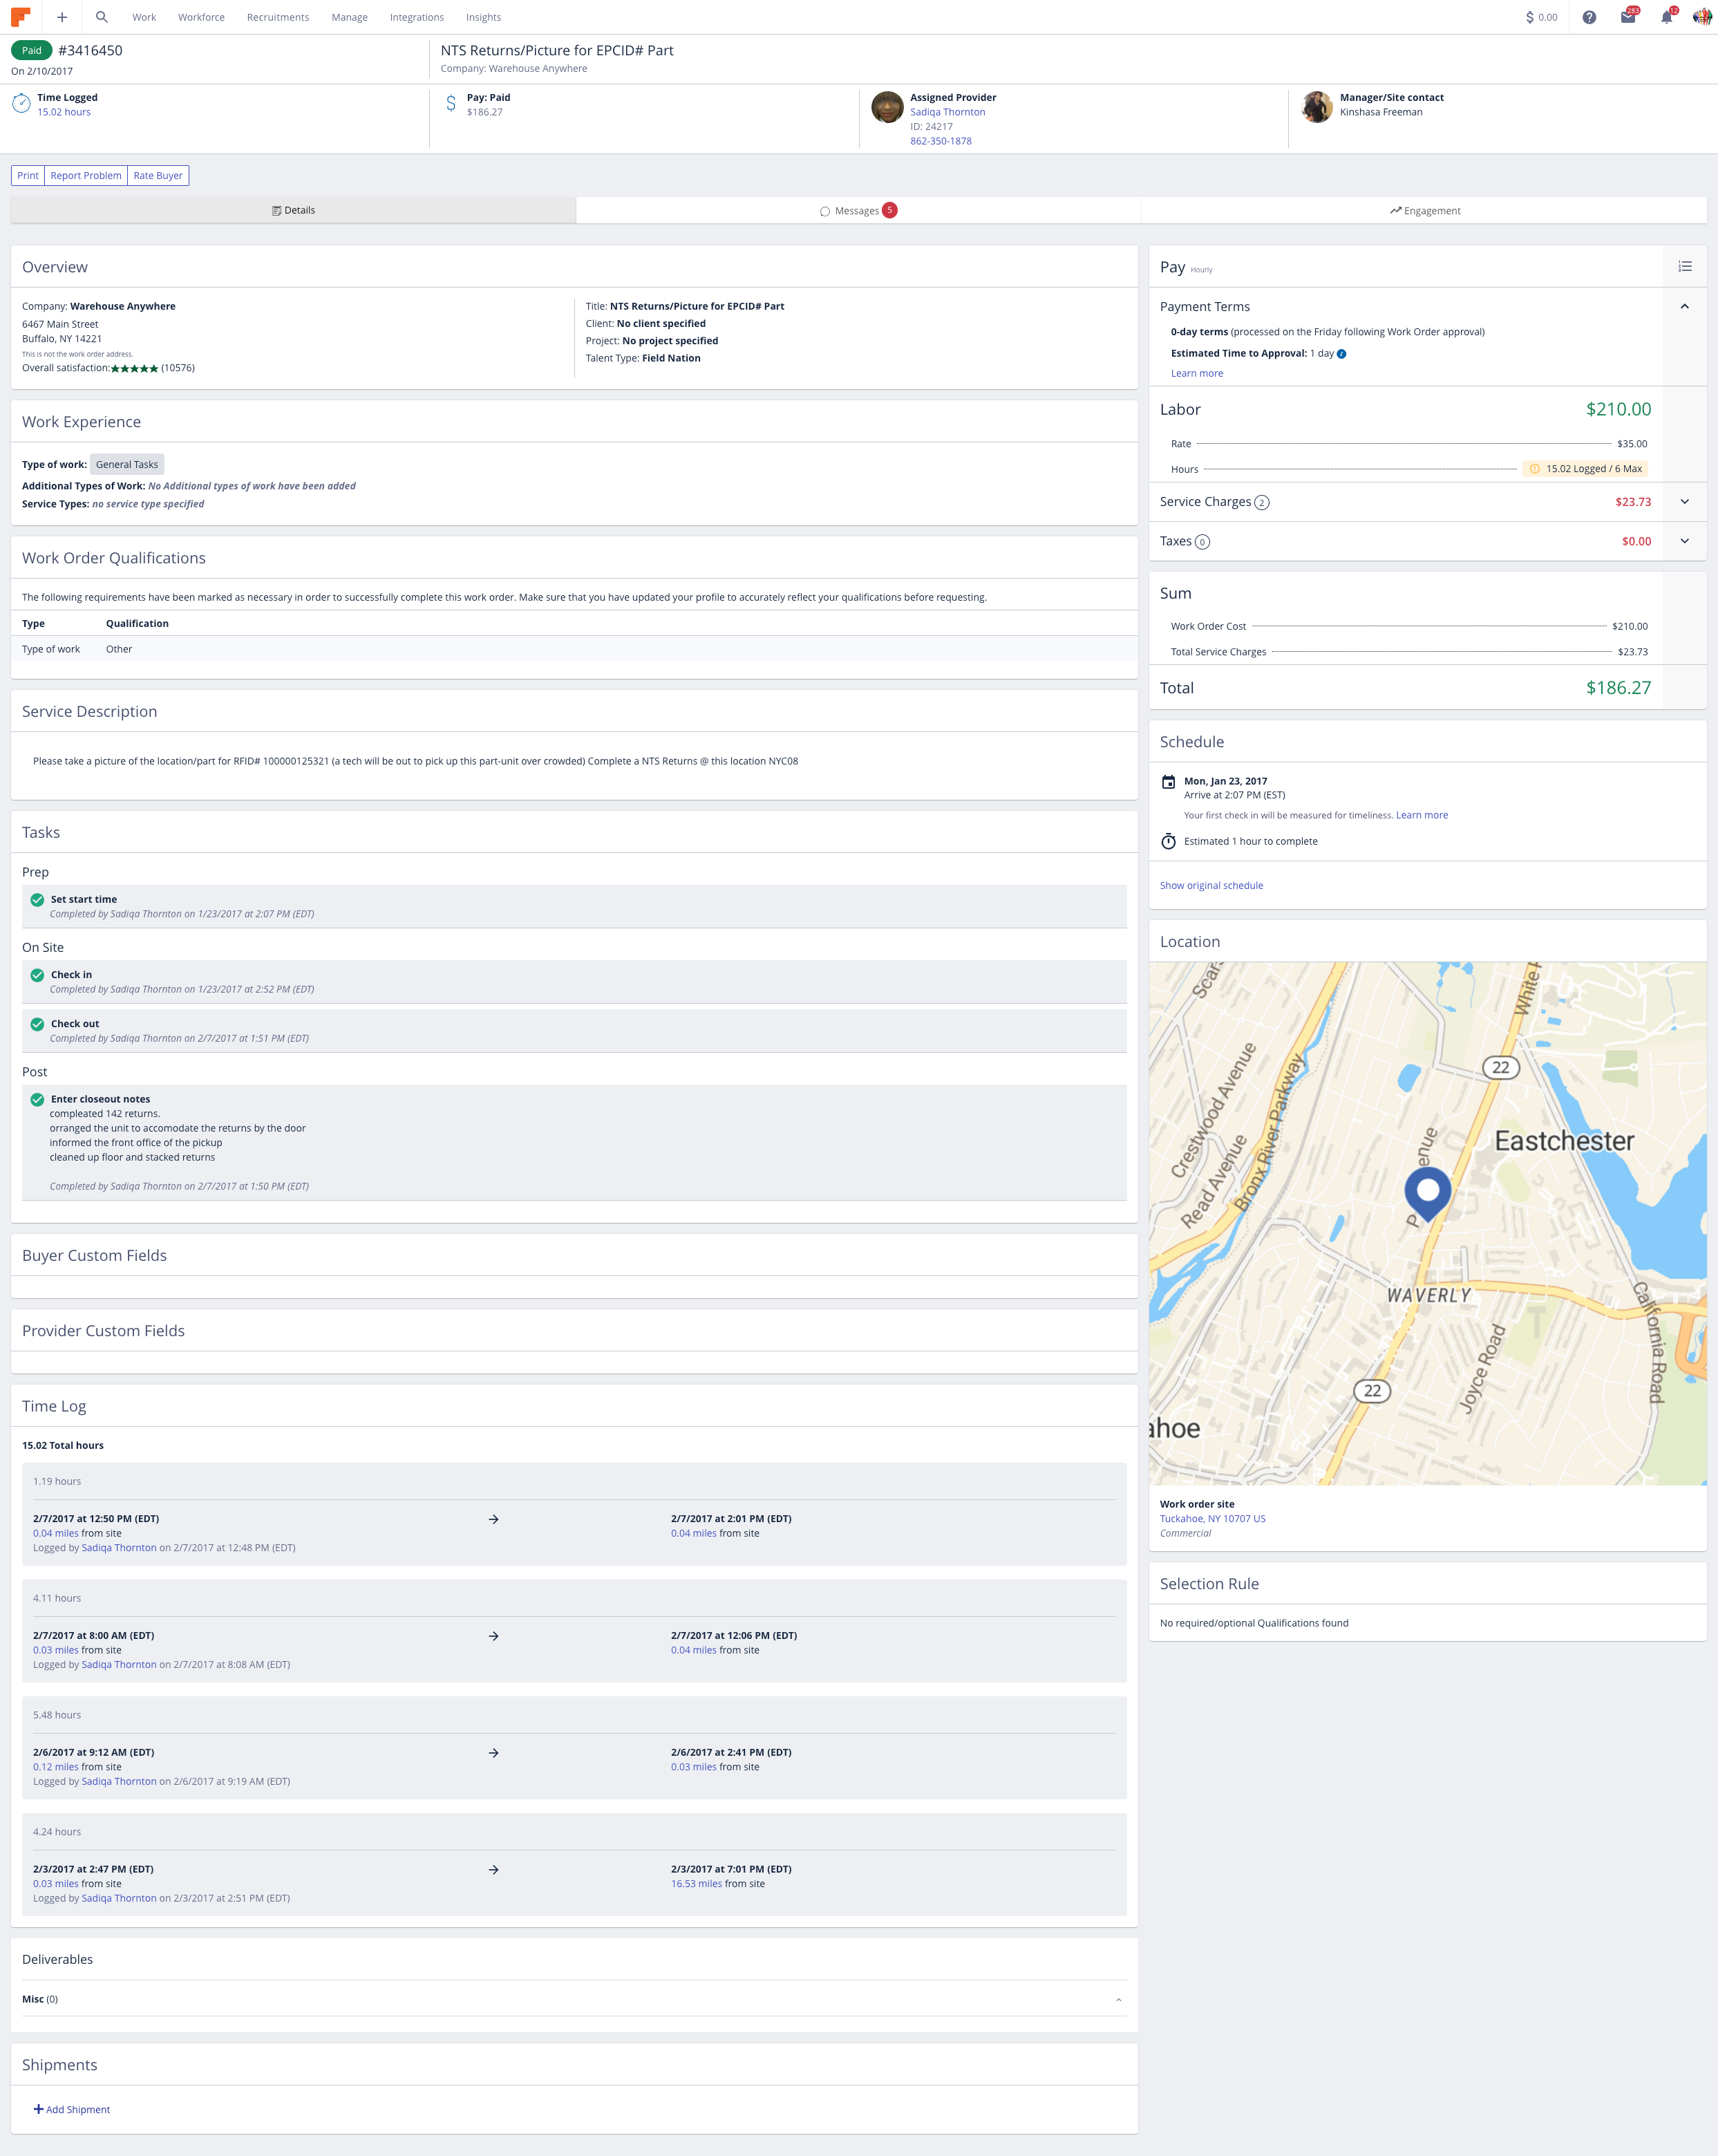 Work Workforce Recruitments Manage Integrations Insights $ 0.00 283 12
Paid #3416450
On 2/10/2017
NTS Returns/Picture for EPCID# Part
Company: Warehouse Anywhere
Time Logged
15.02 hours
Pay: Paid
$186.27
Assigned Provider
Sadiqa Thornton
ID: 24217
862-350-1878
Manager/Site contact
Kinshasa Freeman
Print Report Problem Rate Buyer
Details Messages 5 Engagement
Overview
Company: Warehouse Anywhere
6467 Main Street
Buffalo, NY 14221
This is not the work order address.
Overall satisfaction:★★★★★ (10576)
Title: NTS Returns/Picture for EPCID# Part
Client: No client specified
Project: No project specified
Talent Type: Field Nation
Work Experience
Type of work: General Tasks
Additional Types of Work: No Additional types of work have been added
Service Types: no service type specified
Work Order Qualifications
The following requirements have been marked as necessary in order to successfully complete this work order. Make sure that you have updated your profile to accurately reflect your qualifications before requesting.
Type Qualification
Type of work Other
Service Description
Please take a picture of the location/part for RFID# 100000125321 (a tech will be out to pick up this part-unit over crowded) Complete a NTS Returns @ this location NYC08
Tasks
Prep
Set start time
Completed by Sadiqa Thornton on 1/23/2017 at 2:07 PM (EDT)
On Site
Check in
Completed by Sadiqa Thornton on 1/23/2017 at 2:52 PM (EDT)
Check out
Completed by Sadiqa Thornton on 2/7/2017 at 1:51 PM (EDT)
Post
Enter closeout notes
compleated 142 returns.
orranged the unit to accomodate the returns by the door
informed the front office of the pickup
cleaned up floor and stacked returns
Completed by Sadiqa Thornton on 2/7/2017 at 1:50 PM (EDT)
Buyer Custom Fields
Provider Custom Fields
Time Log
15.02 Total hours
1.19 hours
2/7/2017 at 12:50 PM (EDT) → 2/7/2017 at 2:01 PM (EDT)
0.04 miles from site 0.04 miles from site
Logged by Sadiqa Thornton on 2/7/2017 at 12:48 PM (EDT)
4.11 hours
2/7/2017 at 8:00 AM (EDT) → 2/7/2017 at 12:06 PM (EDT)
0.03 miles from site 0.04 miles from site
Logged by Sadiqa Thornton on 2/7/2017 at 8:08 AM (EDT)
5.48 hours
2/6/2017 at 9:12 AM (EDT) → 2/6/2017 at 2:41 PM (EDT)
0.12 miles from site 0.03 miles from site
Logged by Sadiqa Thornton on 2/6/2017 at 9:19 AM (EDT)
4.24 hours
2/3/2017 at 2:47 PM (EDT) → 2/3/2017 at 7:01 PM (EDT)
0.03 miles from site 16.53 miles from site
Logged by Sadiqa Thornton on 2/3/2017 at 2:51 PM (EDT)
Deliverables
Misc (0)
Shipments
Add Shipment
Pay Hourly
Payment Terms
0-day terms (processed on the Friday following Work Order approval)
Estimated Time to Approval: 1 day
Learn more
Labor $210.00
Rate $35.00
Hours 15.02 Logged / 6 Max
Service Charges 2 $23.73
Taxes 0 $0.00
Sum
Work Order Cost $210.00
Total Service Charges $23.73
Total $186.27
Schedule
Mon, Jan 23, 2017
Arrive at 2:07 PM (EST)
Your first check in will be measured for timeliness. Learn more
Estimated 1 hour to complete
Show original schedule
Location
Scar
White
22
Crestwood Avenue
Bronx River Parkway
Read Avenue
enue
Eastchester
P
WAVERLY
California Road
Joyce Road
22
ahoe
Work order site
Tuckahoe, NY 10707 US
Commercial
Selection Rule
No required/optional Qualifications found